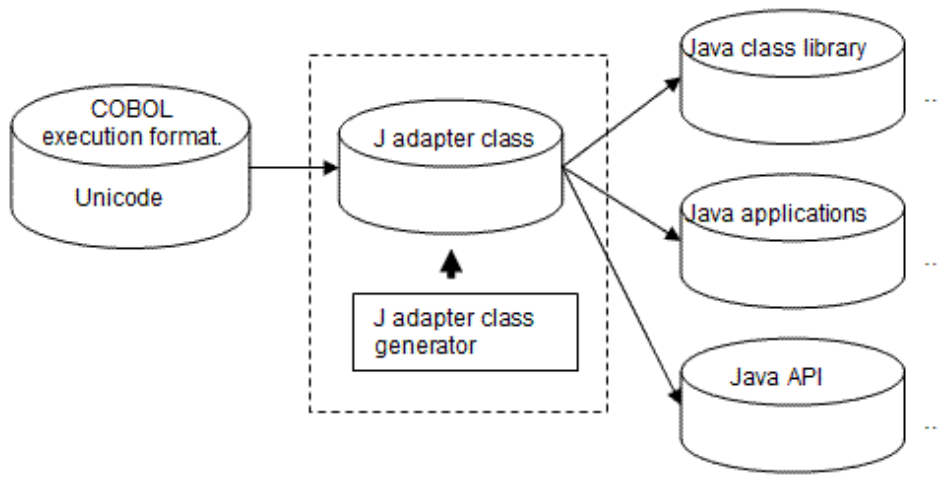 COBOL
execution format.
Unicode
J adapter class
J adapter class
generator
Java class library
..
Java applications
..
Java API
..